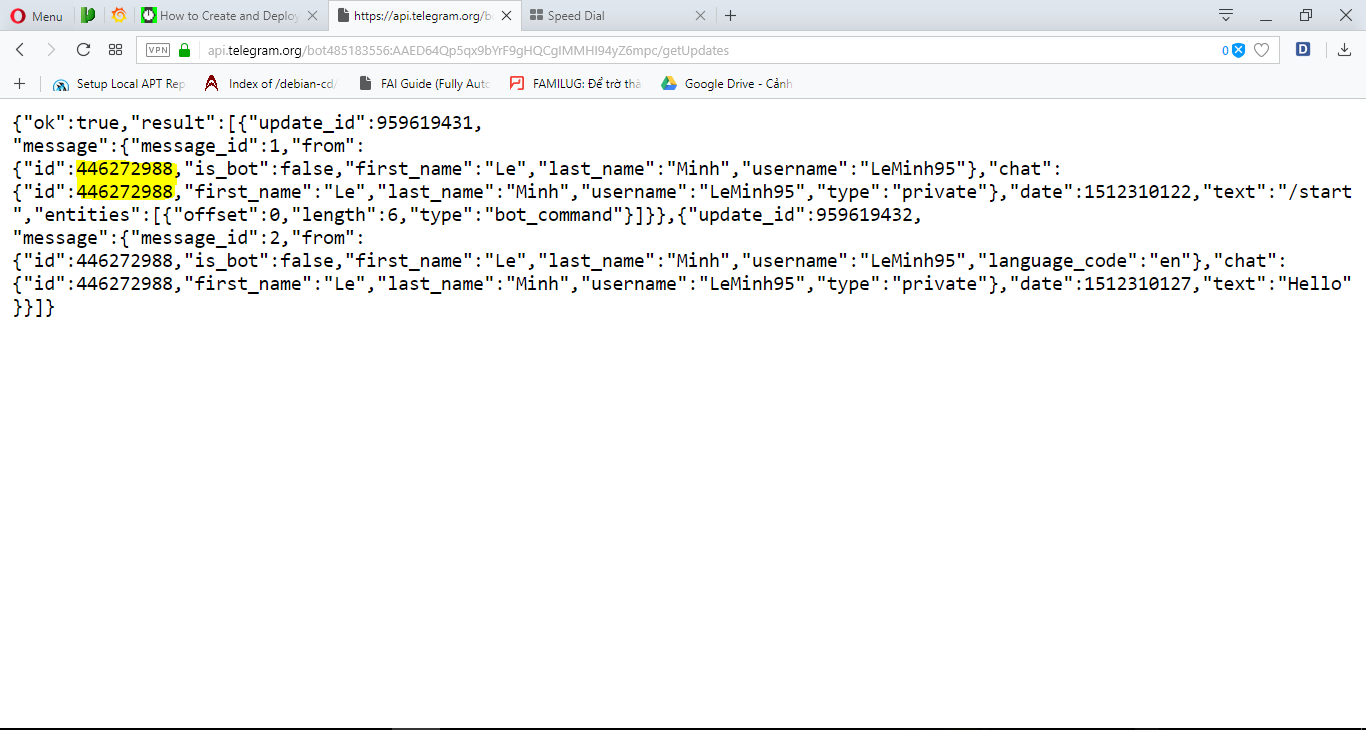 Menu
How to Create and Deploy
https://api.telegram.org/b
Speed Dial
VPN
api.telegram.org/bot485183556:AAED64Qp5qx9bYrF9gHQCgIMMHI94yZ6mpc/getUpdates
0
D
Setup Local APT Rep
Index of /debian-cd/
FAI Guide (Fully Auto
FAMILUG: Để trở thà
Google Drive - Cảnh
{"ok":true,"result":[{"update_id":959619431,
"message":{"message_id":1,"from":
{"id":446272988,"is_bot":false,"first_name":"Le","last_name":"Minh","username":"LeMinh95"},"chat":
{"id":446272988,"first_name":"Le","last_name":"Minh","username":"LeMinh95","type":"private"},"date":1512310122,"text":"/start
","entities":[{"offset":0,"length":6,"type":"bot_command"}]}},{"update_id":959619432,
"message":{"message_id":2,"from":
{"id":446272988,"is_bot":false,"first_name":"Le","last_name":"Minh","username":"LeMinh95","language_code":"en"},"chat":
{"id":446272988,"first_name":"Le","last_name":"Minh","username":"LeMinh95","type":"private"},"date":1512310127,"text":"Hello"
}}]}